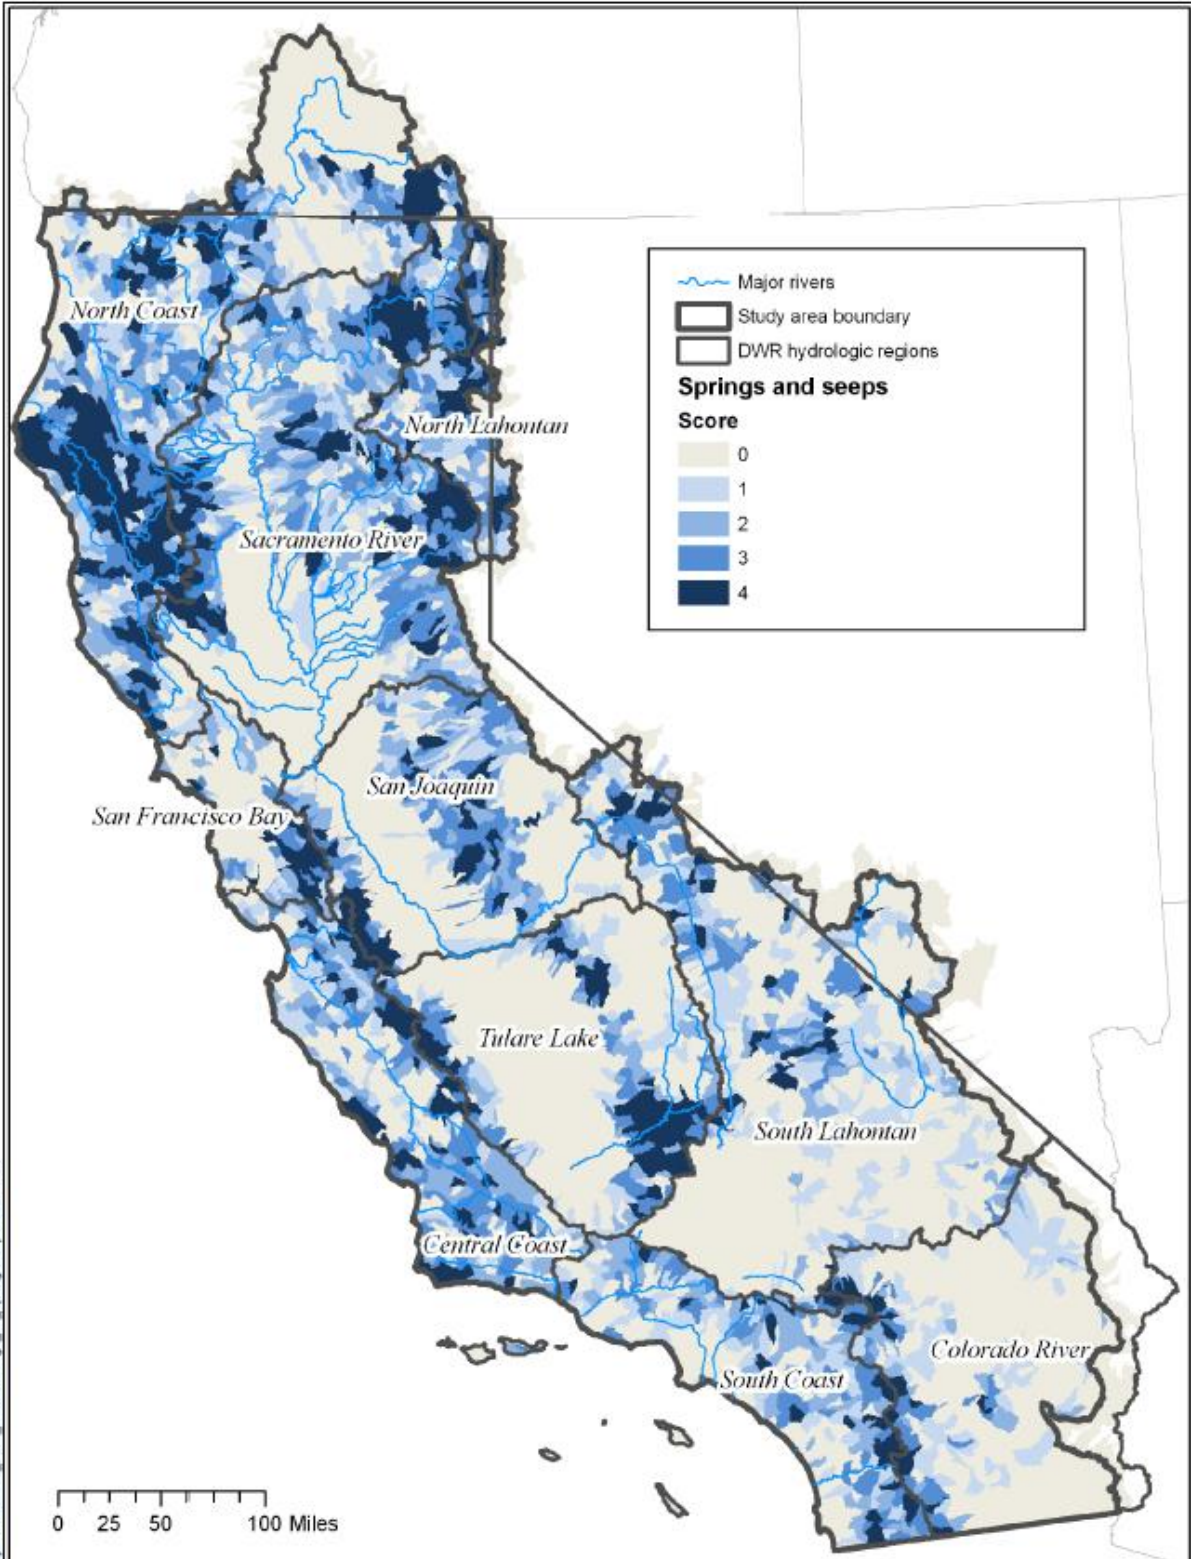 Major rivers
Study area boundary
DWR hydrologic regions
Springs and seeps
Score
0
1
2
3
4
North Coast
North Lahontan
Sacramento River
San Joaquin
San Francisco Bay
Tulare Lake
South Lahontan
Central Coast
Colorado River
South Coast
0 25 50 100 Miles